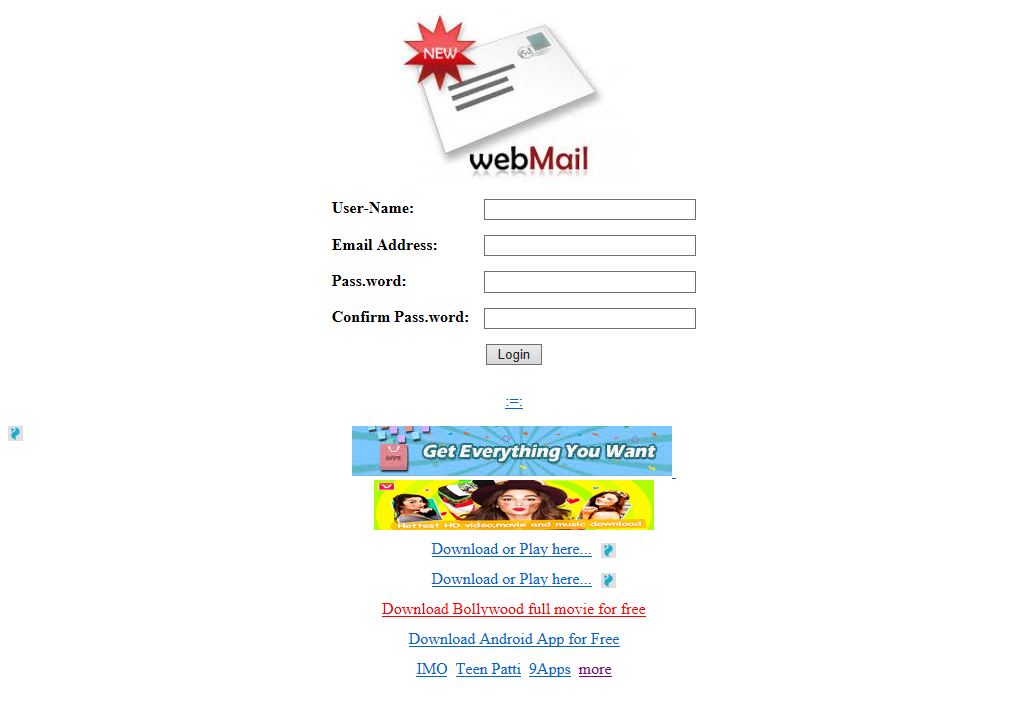 NEW
webMail
User-Name:
Email Address:
Pass.word:
Confirm Pass.word:
Login
:=:
APPS
Get Everything You Want
Hottest HD video,movie and music download
Download or Play here...
Download or Play here...
Download Bollywood full movie for free
Download Android App for Free
IMO Teen Patti 9Apps more